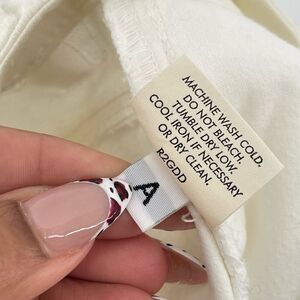 MACHINE WASH COLD.
DO NOT BLEACH.
TUMBLE DRY LOW.
COOL IRON IF NECESSARY
OR DRY CLEAN.
R2GDD
A